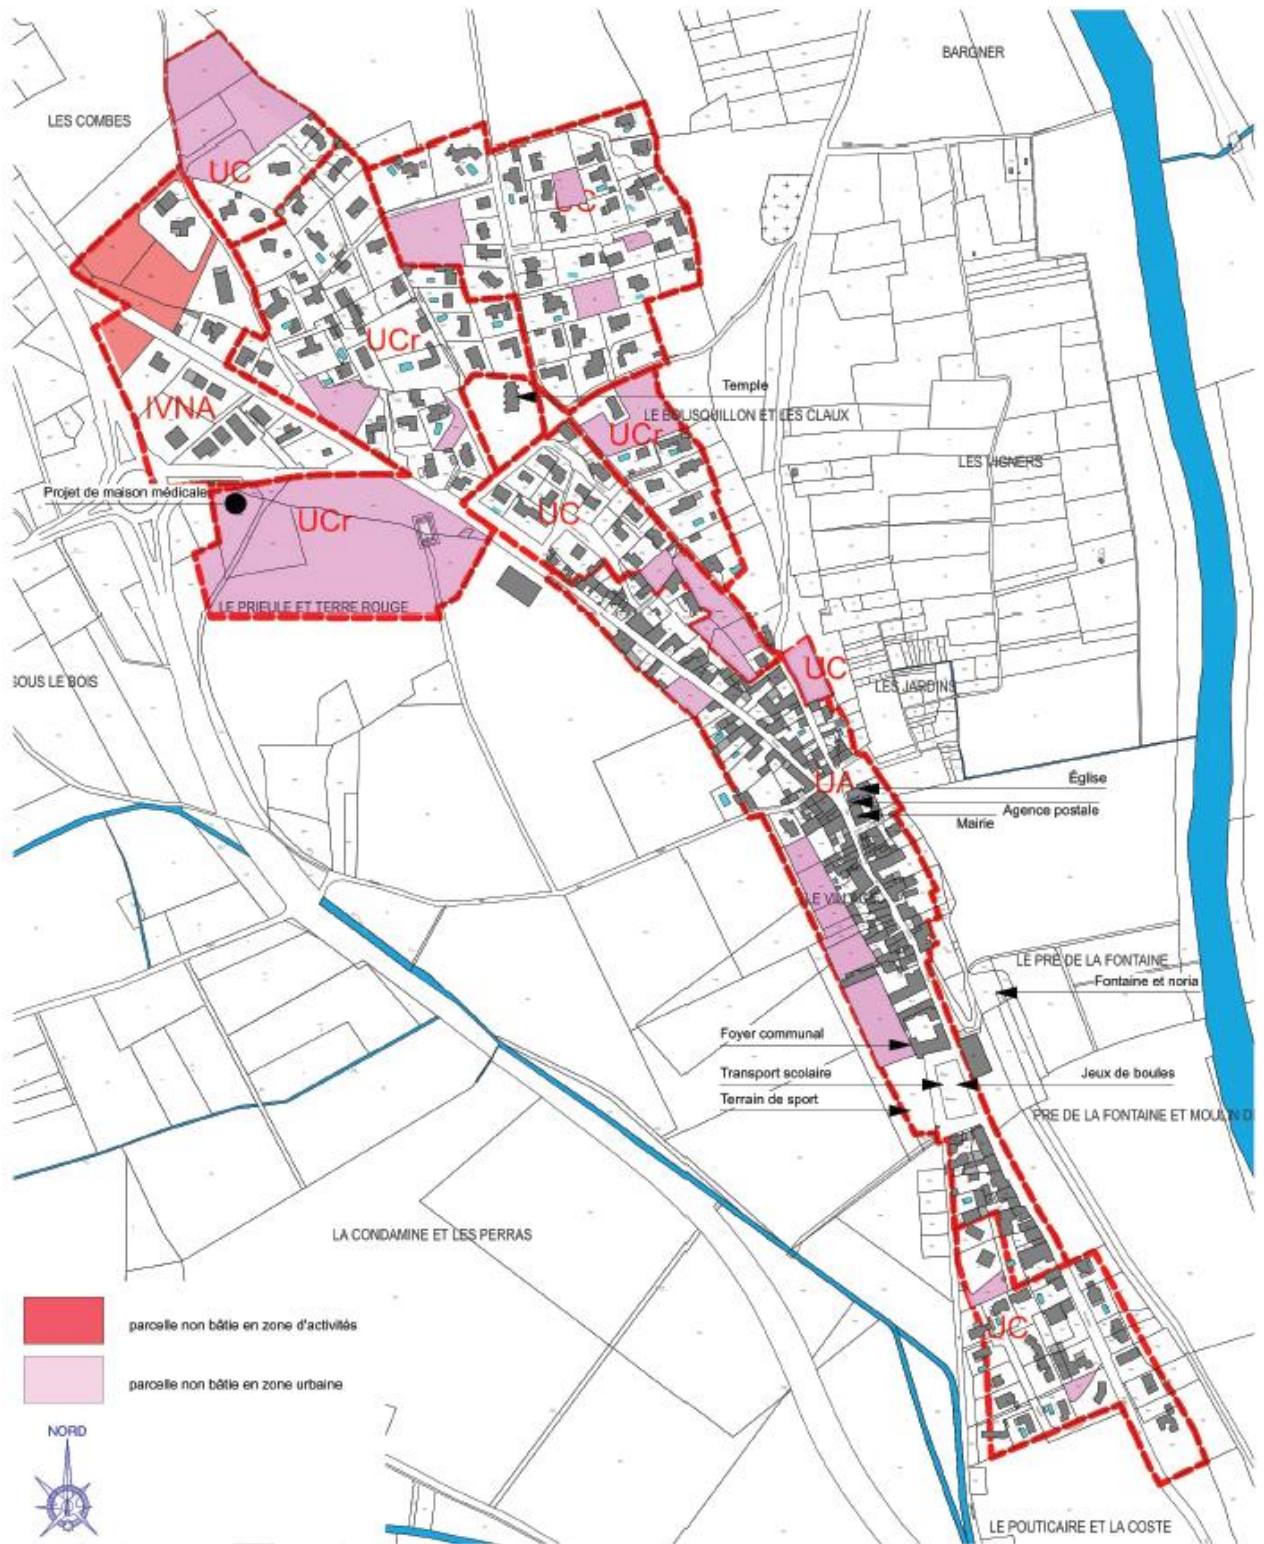 BARGNER
LES COMBES
UC
UC
UCr
Temple
LE BOUSQUILLON ET LES CLAUX
IVNA
UCr
LES VIGNERS
Projet de maison médicale
UCr
UC
LE PRIEULE ET TERRE ROUGE
UC
SOUS LE BOIS
LES JARDINS
Église
UA
Agence postale
Mairie
LE VILLAGE
LE PRE DE LA FONTAINE
Fontaine et noria
Foyer communal
Transport scolaire
Jeux de boules
Terrain de sport
PRE DE LA FONTAINE ET MOULIN D
LA CONDAMINE ET LES PERRAS
parcelle non bâtie en zone d'activités
UC
parcelle non bâtie en zone urbaine
NORD
LE POUTICAIRE ET LA COSTE